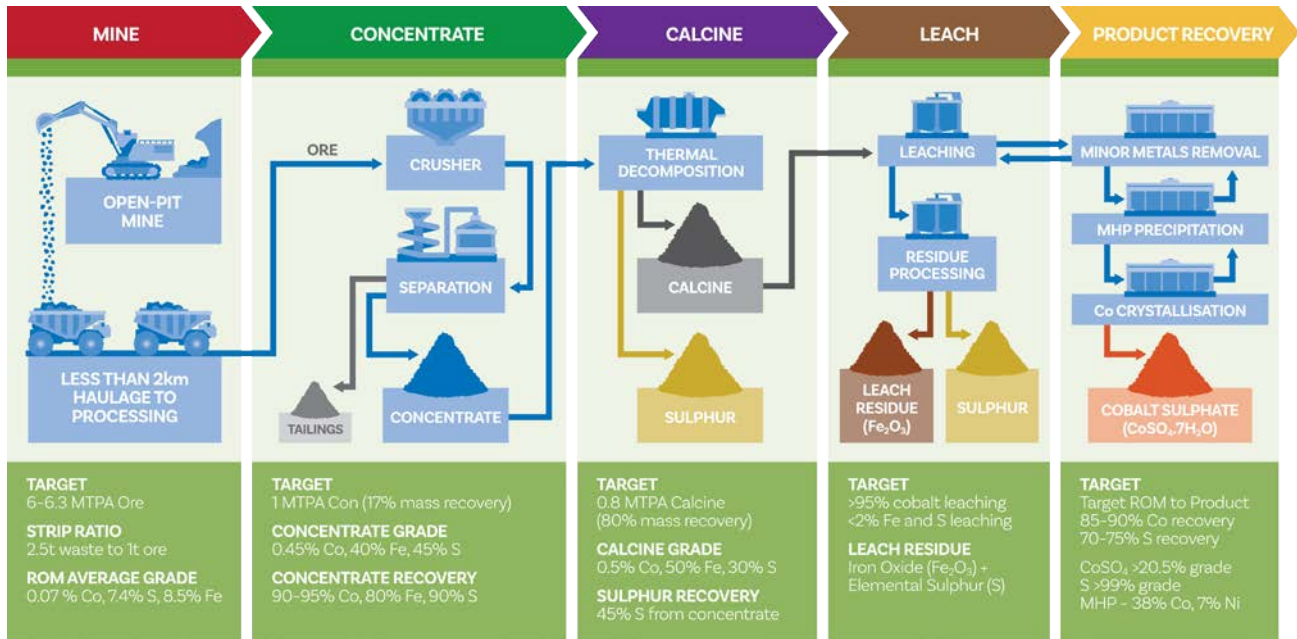 MINE
CONCENTRATE
CALCINE
LEACH
PRODUCT RECOVERY
OPEN-PIT
MINE
LESS THAN 2km
HAULAGE TO
PROCESSING
ORE
CRUSHER
SEPARATION
TAILINGS
CONCENTRATE
THERMAL
DECOMPOSITION
CALCINE
SULPHUR
LEACHING
RESIDUE
PROCESSING
LEACH
RESIDUE
(Fe₂O₃)
SULPHUR
MINOR METALS REMOVAL
MHP PRECIPITATION
Co CRYSTALLISATION
COBALT SULPHATE
(CoSO₄.7H₂O)
TARGET
6–6.3 MTPA Ore
STRIP RATIO
2.5t waste to 1t ore
ROM AVERAGE GRADE
0.07 % Co, 7.4% S, 8.5% Fe
TARGET
1 MTPA Con (17% mass recovery)
CONCENTRATE GRADE
0.45% Co, 40% Fe, 45% S
CONCENTRATE RECOVERY
90–95% Co, 80% Fe, 90% S
TARGET
0.8 MTPA Calcine
(80% mass recovery)
CALCINE GRADE
0.5% Co, 50% Fe, 30% S
SULPHUR RECOVERY
45% S from concentrate
TARGET
>95% cobalt leaching
<2% Fe and S leaching
LEACH RESIDUE
Iron Oxide (Fe₂O₃) +
Elemental Sulphur (S)
TARGET
Target ROM to Product
85–90% Co recovery
70–75% S recovery
CoSO₄ >20.5% grade
S >99% grade
MHP – 38% Co, 7% Ni